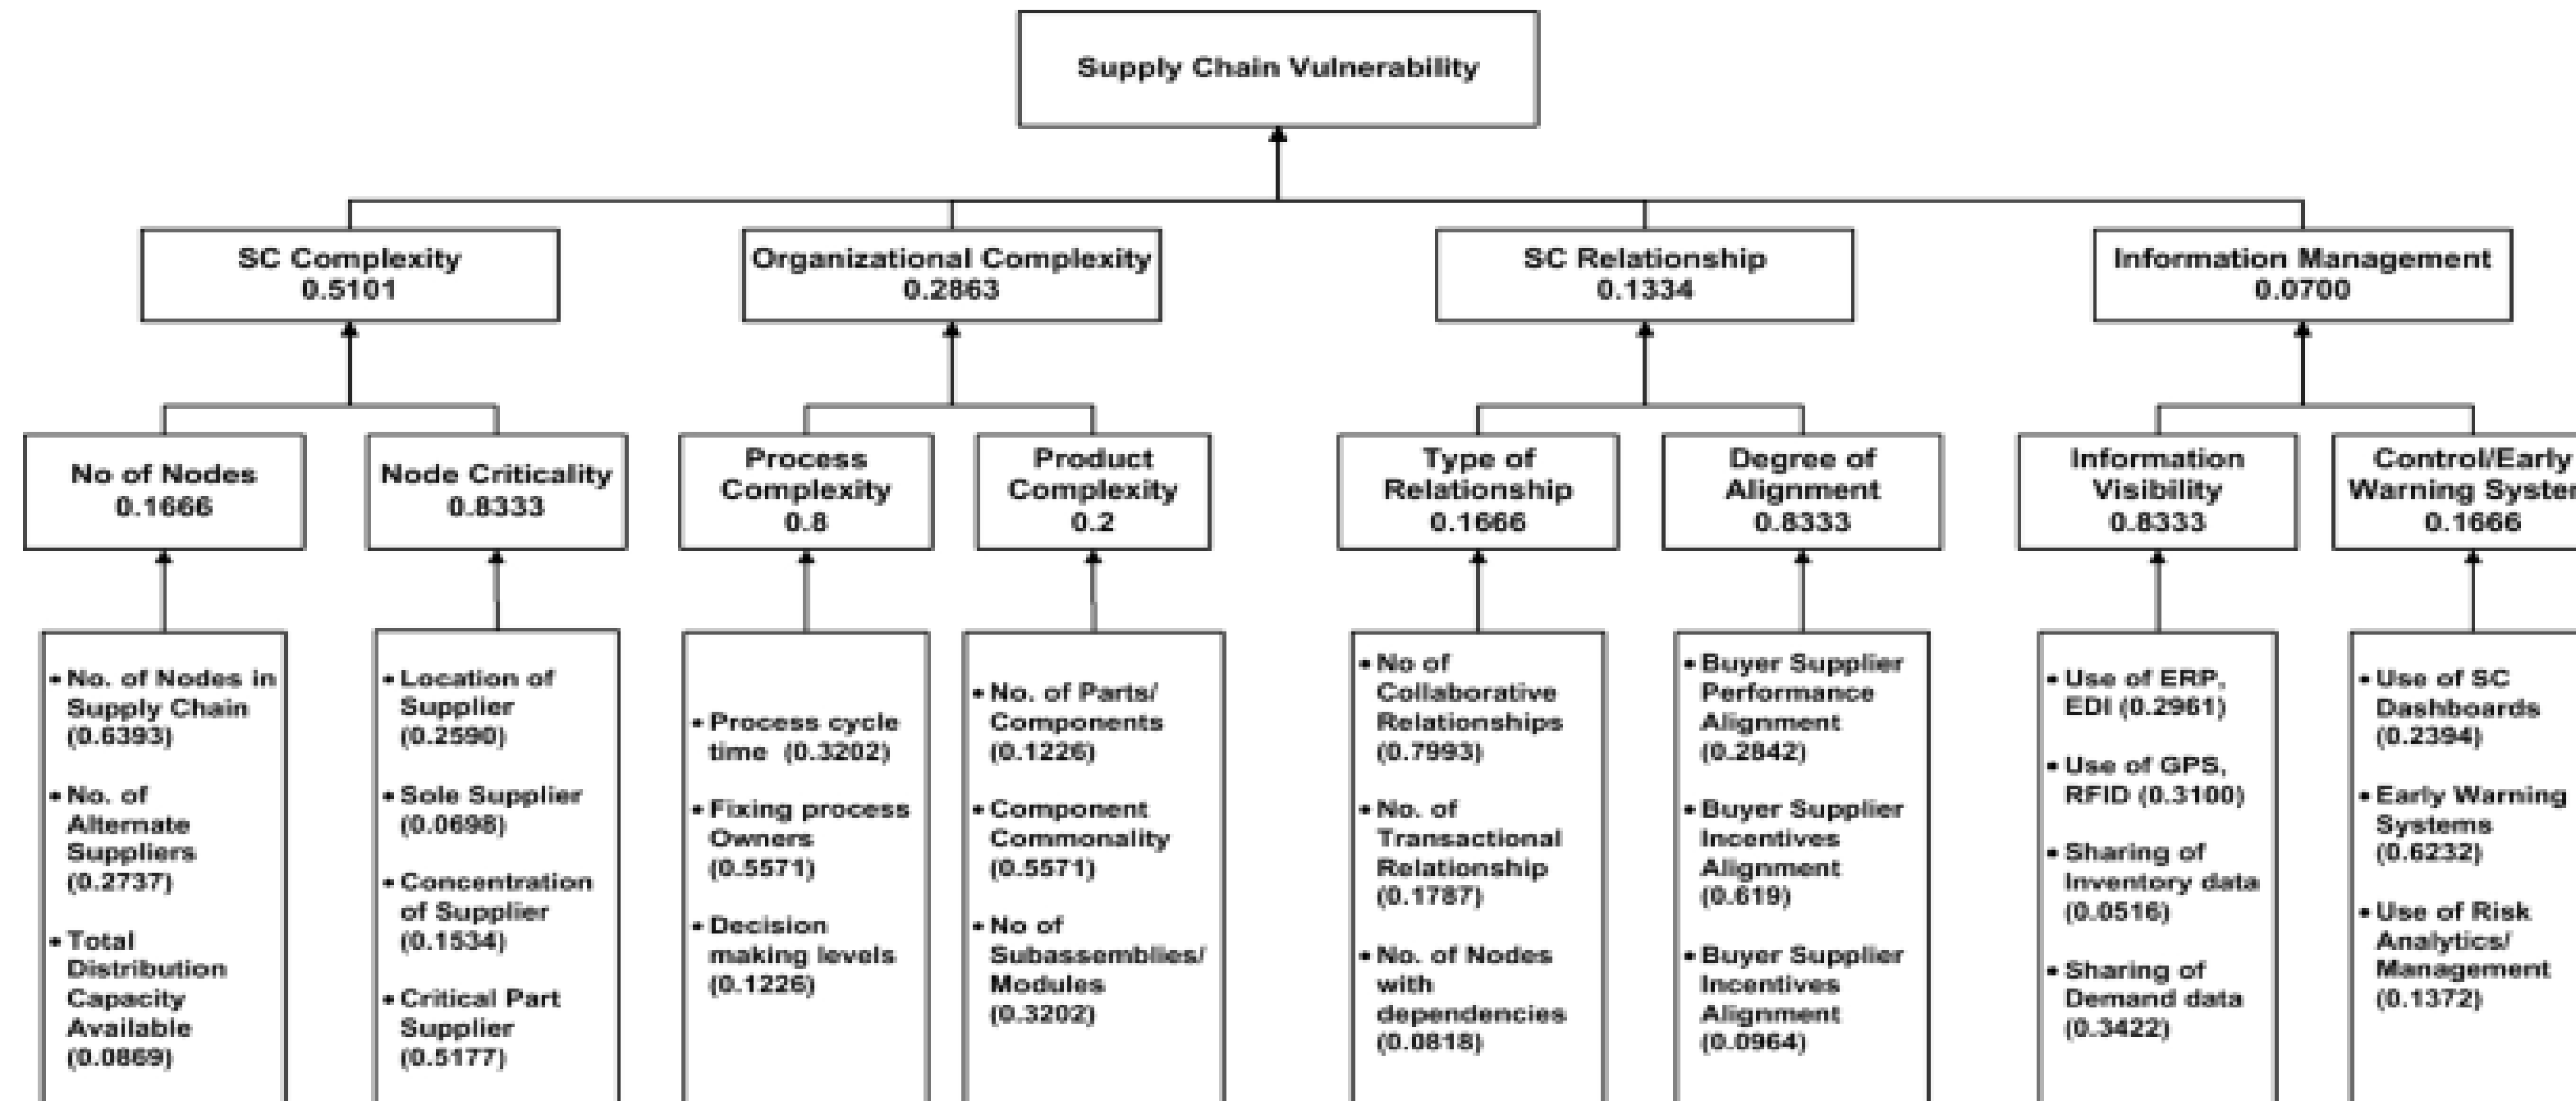 Supply Chain Vulnerability
SC Complexity
0.5101
Organizational Complexity
0.2863
SC Relationship
0.1334
Information Management
0.0700
No of Nodes
0.1666
Node Criticality
0.8333
Process
Complexity
0.8
Product
Complexity
0.2
Type of
Relationship
0.1666
Degree of
Alignment
0.8333
Information
Visibility
0.8333
Control/Early
Warning System
0.1666
• No. of Nodes in
Supply Chain
(0.6393)
• No. of
Alternate
Suppliers
(0.2737)
• Total
Distribution
Capacity
Available
(0.0869)
• Location of
Supplier
(0.2590)
• Sole Supplier
(0.0698)
• Concentration
of Supplier
(0.1534)
• Critical Part
Supplier
(0.5177)
• Process cycle
time (0.3202)
• Fixing process
Owners
(0.5571)
• Decision
making levels
(0.1226)
• No. of Parts/
Components
(0.1226)
• Component
Commonality
(0.5571)
• No of
Subassemblies/
Modules
(0.3202)
• No of
Collaborative
Relationships
(0.7993)
• No. of
Transactional
Relationship
(0.1787)
• No. of Nodes
with
dependencies
(0.0818)
• Buyer Supplier
Performance
Alignment
(0.2842)
• Buyer Supplier
Incentives
Alignment
(0.619)
• Buyer Supplier
Incentives
Alignment
(0.0964)
• Use of ERP,
EDI (0.2961)
• Use of GPS,
RFID (0.3100)
• Sharing of
Inventory data
(0.0516)
• Sharing of
Demand data
(0.3422)
• Use of SC
Dashboards
(0.2394)
• Early Warning
Systems
(0.6232)
• Use of Risk
Analytics/
Management
(0.1372)